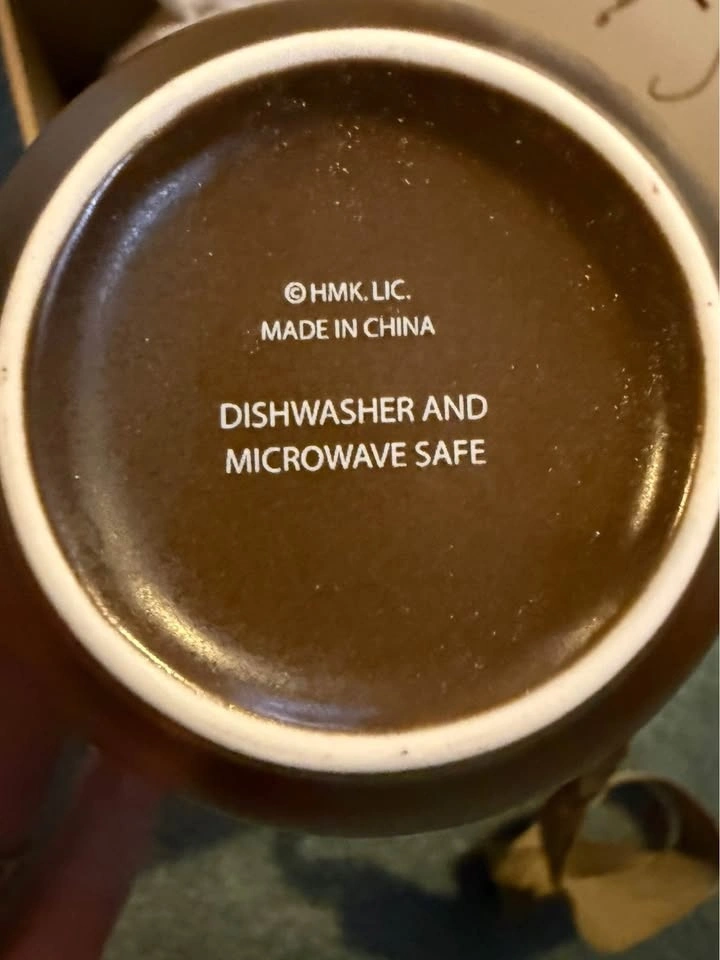 © HMK. LIC.
MADE IN CHINA
DISHWASHER AND
MICROWAVE SAFE